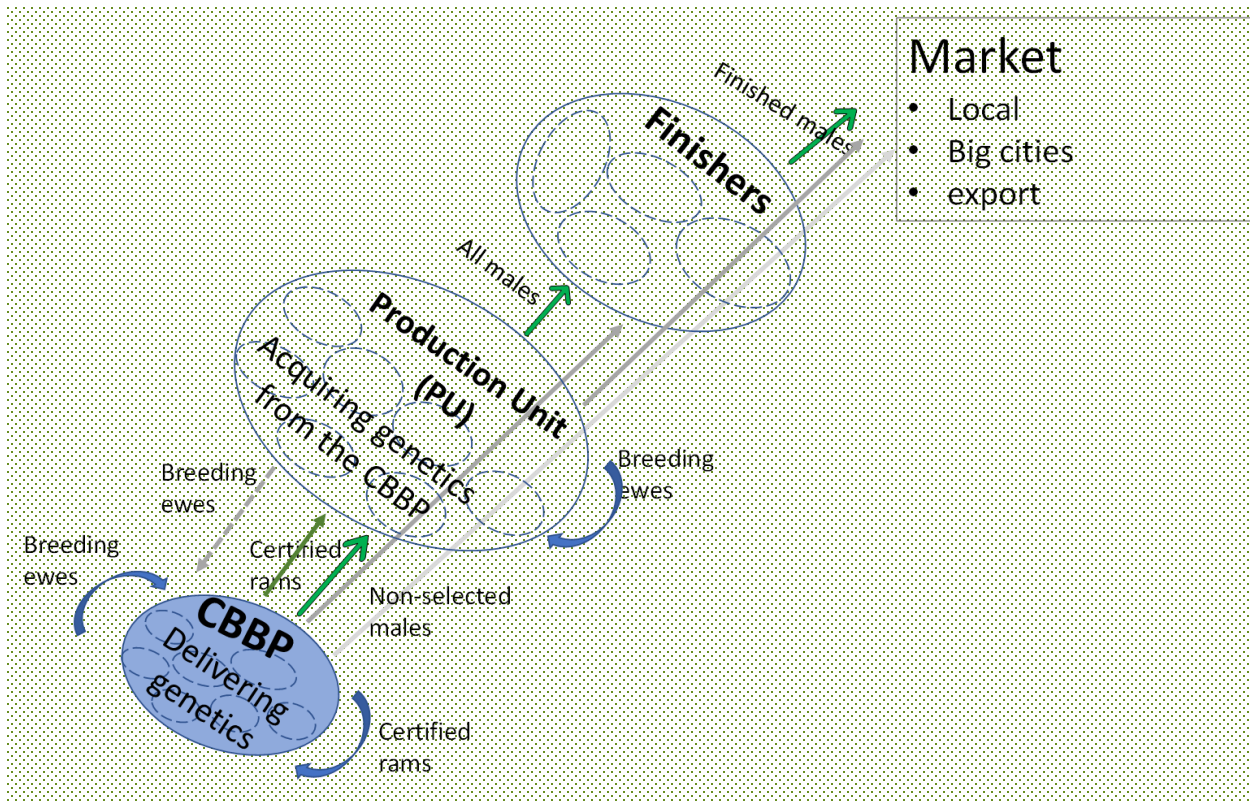 Market
• Local
• Big cities
• export
Finished males
Finishers
All males
Production Unit
(PU)
Acquiring genetics
from the CBBP
Breeding
ewes
Breeding
ewes
Breeding
ewes
Certified
rams
Non-selected
males
CBBP
Delivering
genetics
Certified
rams